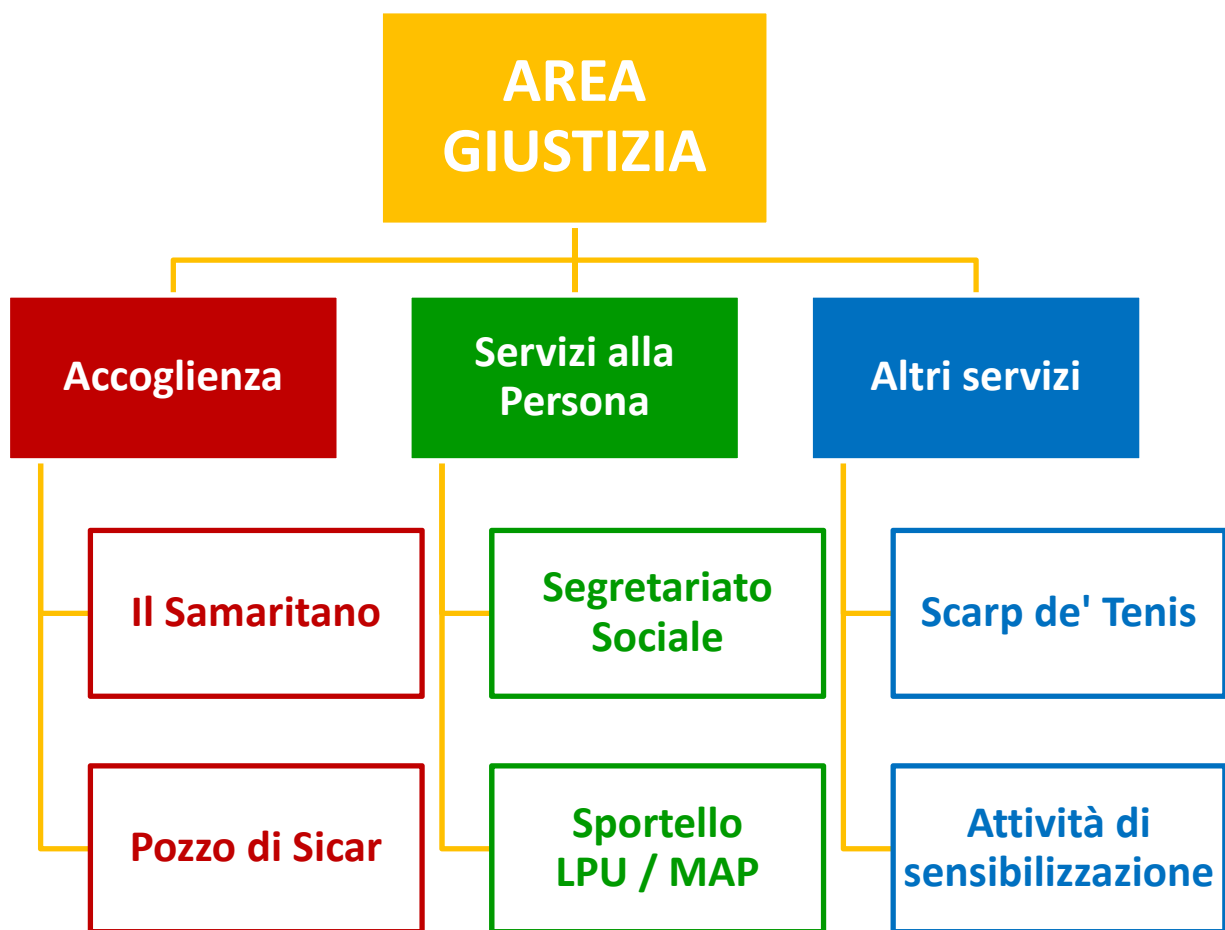 AREA
GIUSTIZIA
Accoglienza
Servizi alla
Persona
Altri servizi
Il Samaritano
Segretariato
Sociale
Scarp de' Tenis
Pozzo di Sicar
Sportello
LPU / MAP
Attività di
sensibilizzazione